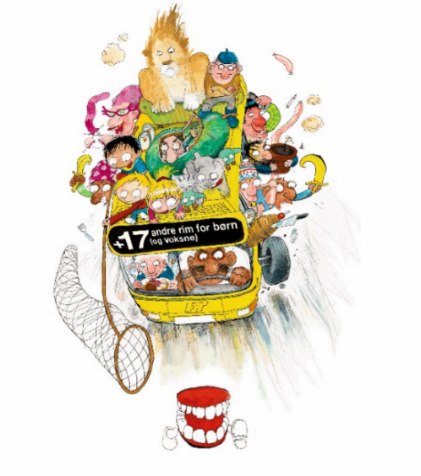 +17 andre rim for børn
(og voksne)